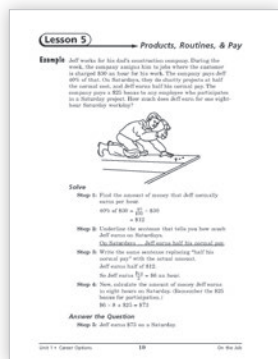 Lesson 5
Products, Routines, & Pay
Example Jeff works for his dad's construction company. During the
week, the company assigns him to jobs where the customer
is charged $30 an hour for his work. The company pays Jeff
40% of that. On Saturdays, they do charity projects at half
the normal cost, and Jeff earns half his normal pay. The
company pays a $25 bonus to any employee who participates
in a Saturday project. How much does Jeff earn for one eight-
hour Saturday workday?
Solve
Step 1: Find the amount of money that Jeff normally
earns per hour.
40% of $30 = 40/100 × $30
= $12
Step 2: Underline the sentence that tells you how much
Jeff earns on Saturdays.
On Saturdays Jeff earns half his normal pay.
Step 3: Write the same sentence replacing "half his
normal pay" with the actual amount.
Jeff earns half of $12.
So Jeff earns = $6 an hour.
Step 4: Now, calculate the amount of money Jeff earns
in eight hours on Saturday. (Remember the $25
bonus for participation.)
$6 × 8 + $25 = $73
Answer the Question
Step 5: Jeff earns $73 on a Saturday.
Unit 1 • Career Options
18
On the Job